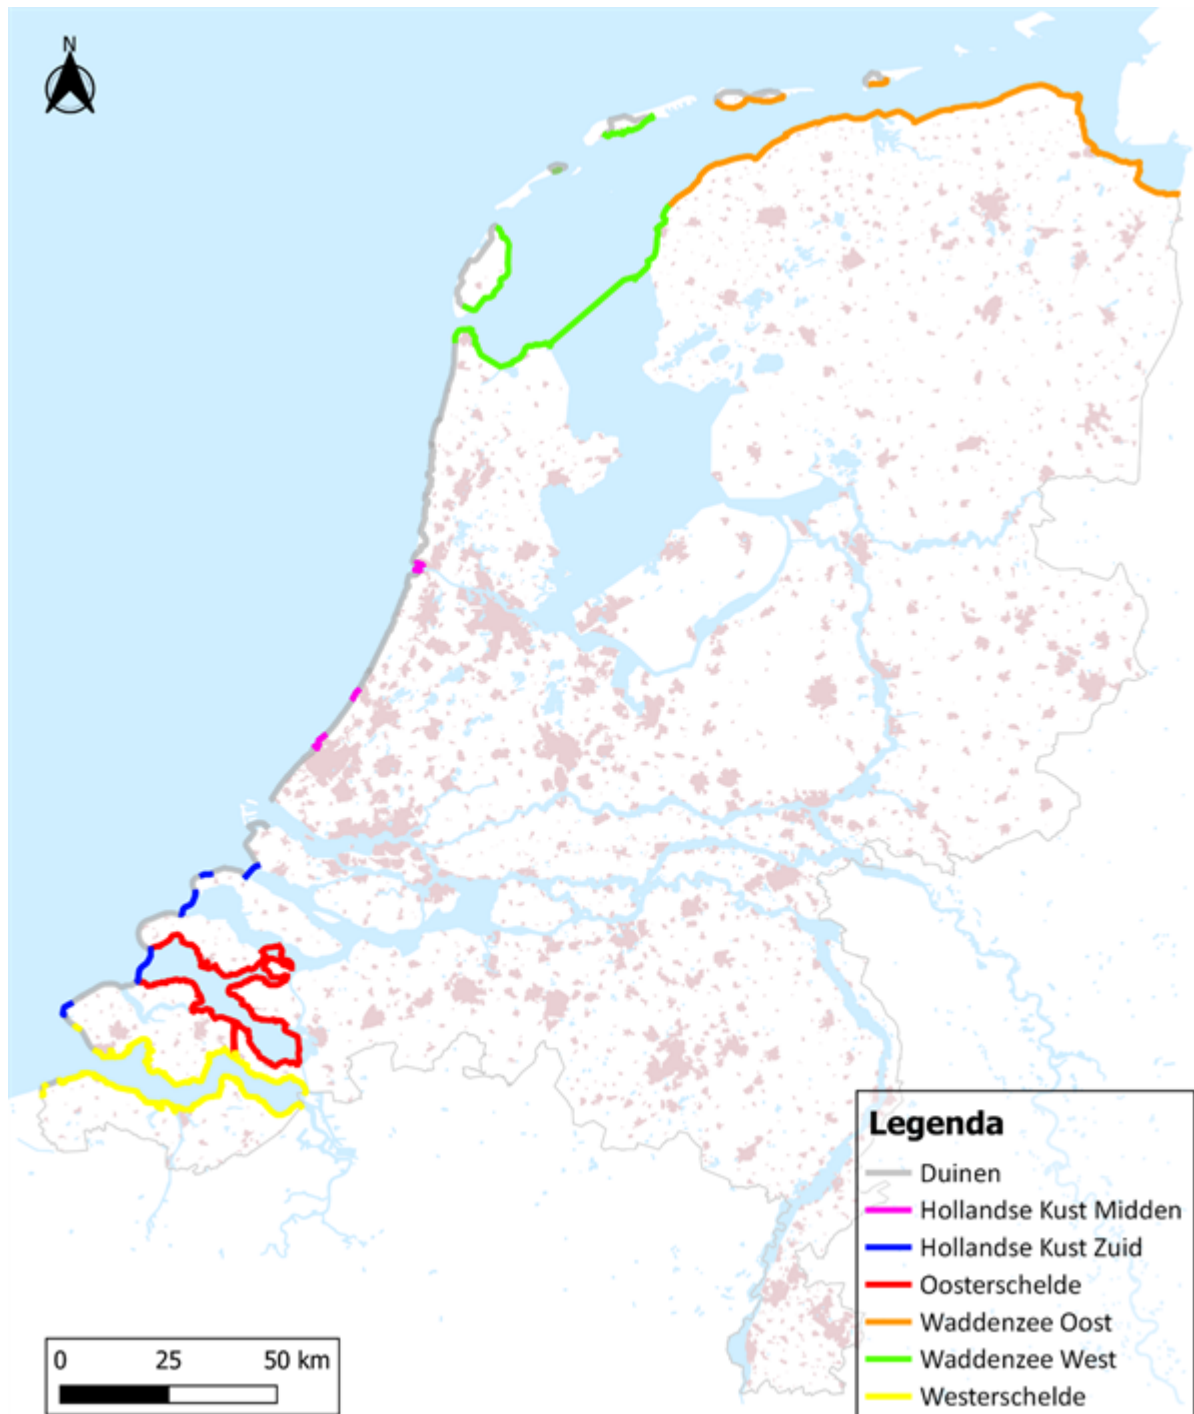 N
Legenda
Duinen
Hollandse Kust Midden
Hollandse Kust Zuid
Oosterschelde
Waddenzee Oost
Waddenzee West
Westerschelde
0 25 50 km